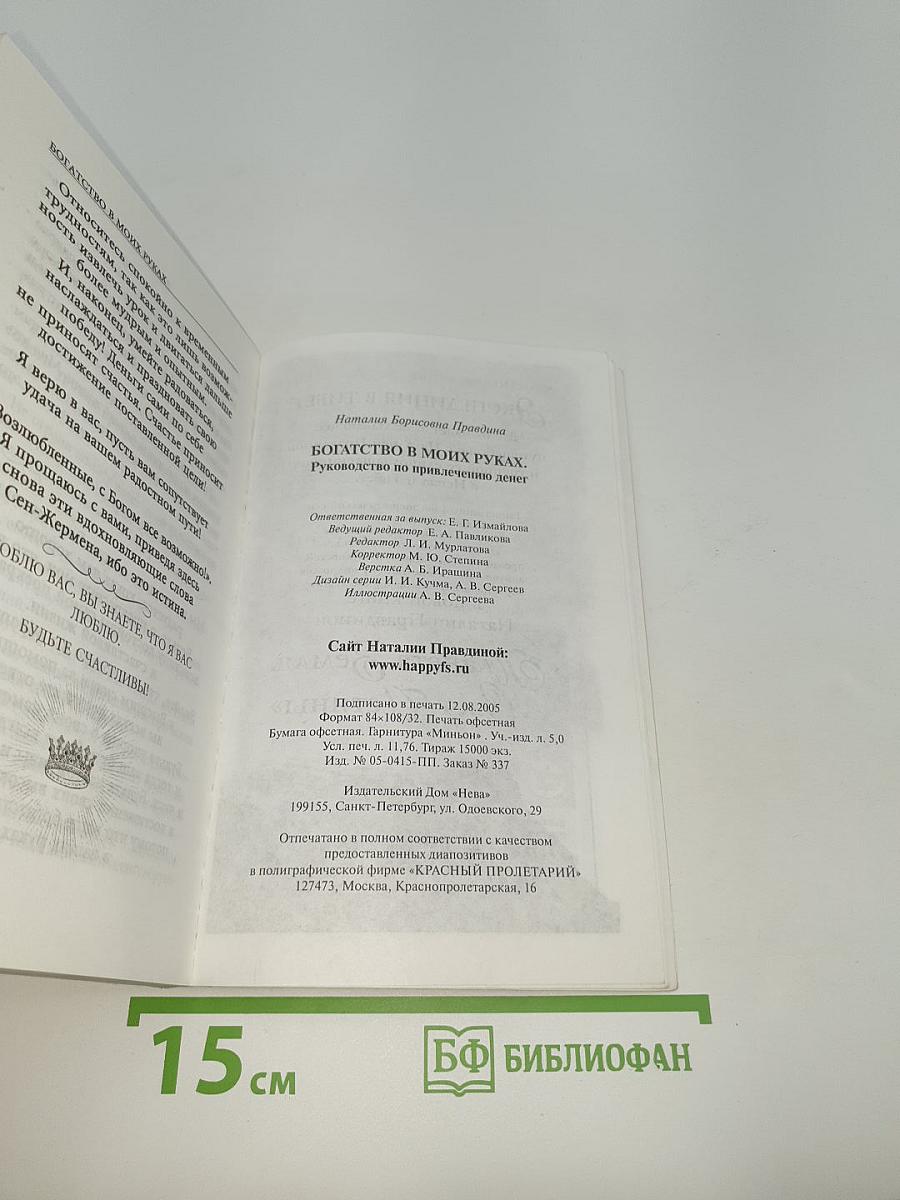 БОГАТСТВО В МОИХ РУКАХ
Относитесь спокойно к временным
трудностям, так как это лишь возмож-
ность извлечь урок и двигаться дальше
более мудрым и опытным.
И, наконец, умейте радоваться,
наслаждаться и праздновать свою
победу! Деньги сами по себе
не приносят счастья. Счастье приносит
достижение поставленной цели!
Я верю в вас, пусть вам сопутствует
удача на вашем радостном пути!
Возлюбленные, с Богом все возможно!».
Я прощаюсь с вами, приведя здесь
снова эти вдохновляющие слова
Сен-Жермена, ибо это истина.
ЛЮБЛЮ ВАС, ВЫ ЗНАЕТЕ, ЧТО Я ВАС
ЛЮБЛЮ.
БУДЬТЕ СЧАСТЛИВЫ!
Наталия Борисовна Правдина
БОГАТСТВО В МОИХ РУКАХ.
Руководство по привлечению денег
Ответственная за выпуск: Е. Г. Измайлова
Ведущий редактор Е. А. Павликова
Редактор Л. И. Мурлатова
Корректор М. Ю. Степина
Верстка А. Б. Ирашина
Дизайн серии И. И. Кучма, А. В. Сергеев
Иллюстрации А. В. Сергеева
Сайт Наталии Правдиной:
www.happyfs.ru
Подписано в печать 12.08.2005
Формат 84×108/32. Печать офсетная
Бумага офсетная. Гарнитура «Миньон» . Уч.-изд. л. 5,0
Усл. печ. л. 11,76. Тираж 15000 экз.
Изд. № 05-0415-ПП. Заказ № 337
Издательский Дом «Нева»
199155, Санкт-Петербург, ул. Одоевского, 29
Отпечатано в полном соответствии с качеством
предоставленных диапозитивов
в полиграфической фирме «КРАСНЫЙ ПРОЛЕТАРИЙ»
127473, Москва, Краснопролетарская, 16
15 см
БФ БИБЛИОФАН